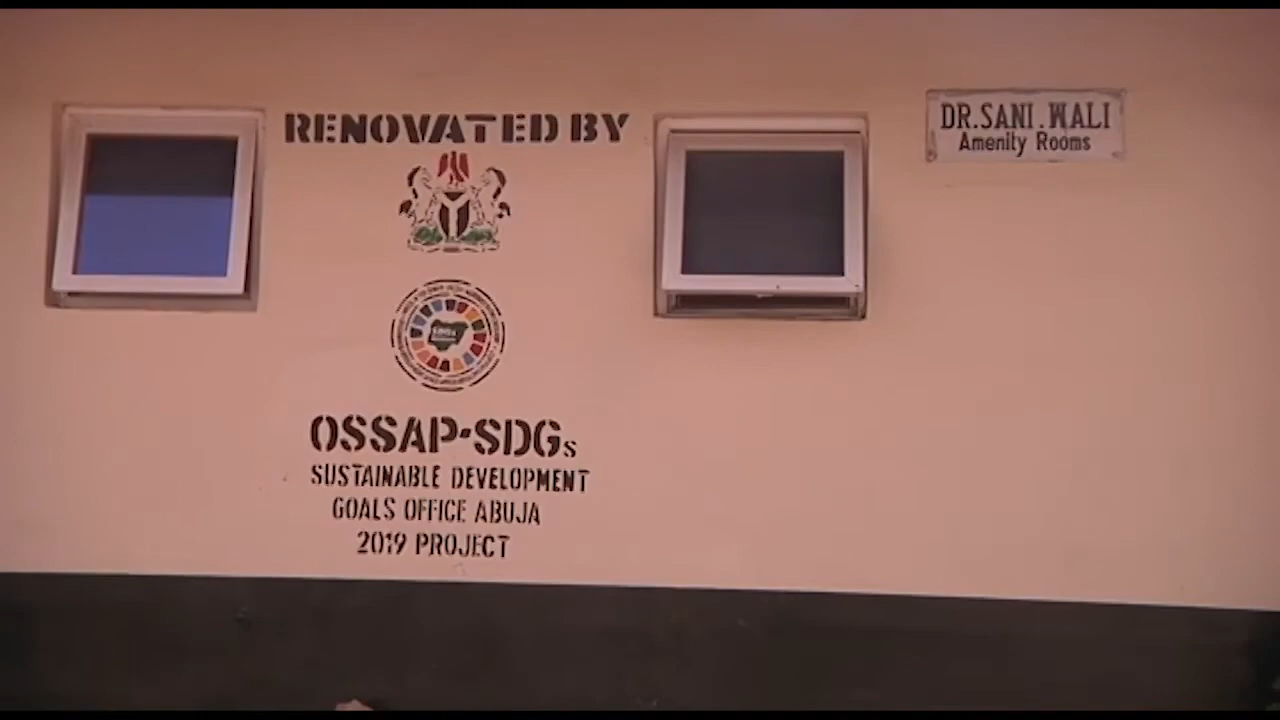 RENOVATED BY
OSSAP-SDGs
SUSTAINABLE DEVELOPMENT
GOALS OFFICE ABUJA
2019 PROJECT
DR.SANI.WALI
Amenity Rooms